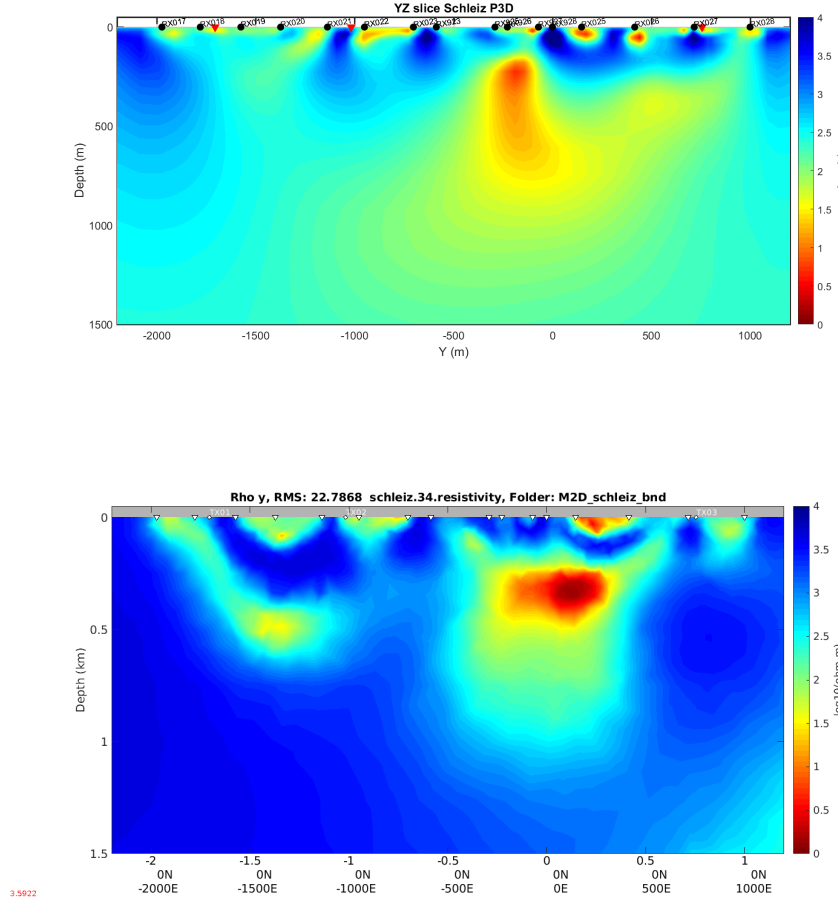 YZ slice Schleiz P3D
RX017 RX018 RX019 RX020 RX021 RX022 RX025 RX027 RX028
0
500
1000
1500
Depth (m)
-2000 -1500 -1000 -500 0 500 1000
Y (m)
4
3.5
3
2.5
2
1.5
1
0.5
0
Rho y, RMS: 22.7868 schleiz.34.resistivity, Folder: M2D_schleiz_bnd
TX01 TX02 TX03
0
0.5
1
1.5
Depth (km)
-2 -1.5 -1 -0.5 0 0.5 1
0N 0N 0N 0N 0N 0N
-2000E -1500E -1000E 0E 500E 1000E
4
3.5
3
2.5
2
1.5
1
0.5
0
log10(ohm-m)
3.5922